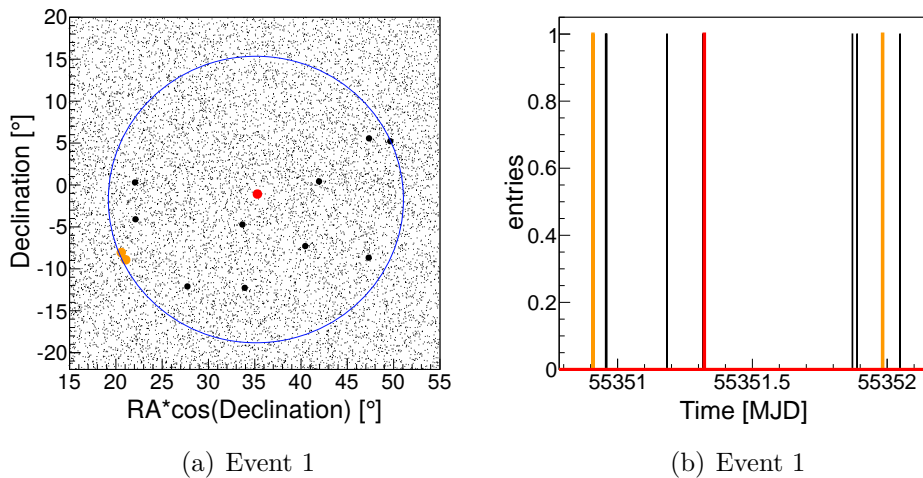 20
15
10
5
0
-5
-10
-15
-20
Declination [°]
15 20 25 30 35 40 45 50 55
RA*cos(Declination) [°]
(a) Event 1
1
0.8
0.6
0.4
0.2
0
entries
55351 55351.5 55352
Time [MJD]
(b) Event 1